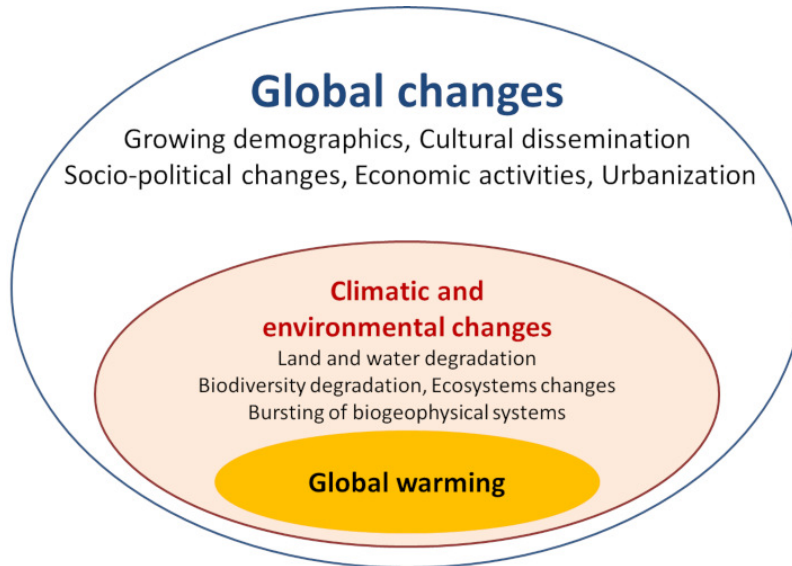 Global changes
Growing demographics, Cultural dissemination
Socio-political changes, Economic activities, Urbanization
Climatic and
environmental changes
Land and water degradation
Biodiversity degradation, Ecosystems changes
Bursting of biogeophysical systems
Global warming